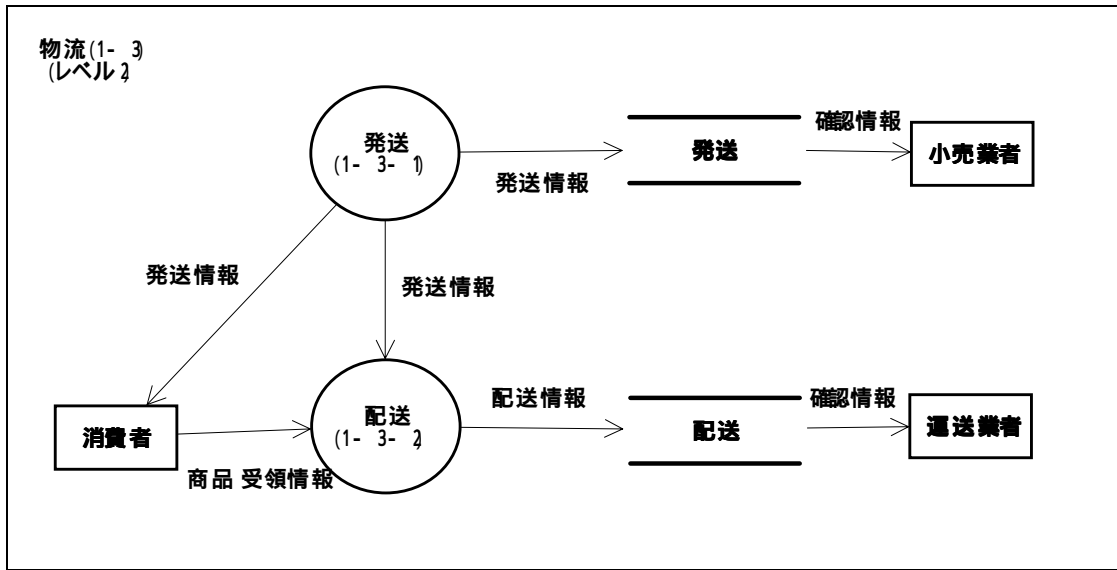 物流(1- 3)
(レベル 2)
発送
(1- 3- 1)
発送情報
発送
確認情報
小売業者
発送情報
発送情報
消費者
商品 受領情報
配送
(1- 3- 2)
配送情報
配送
確認情報
運送業者